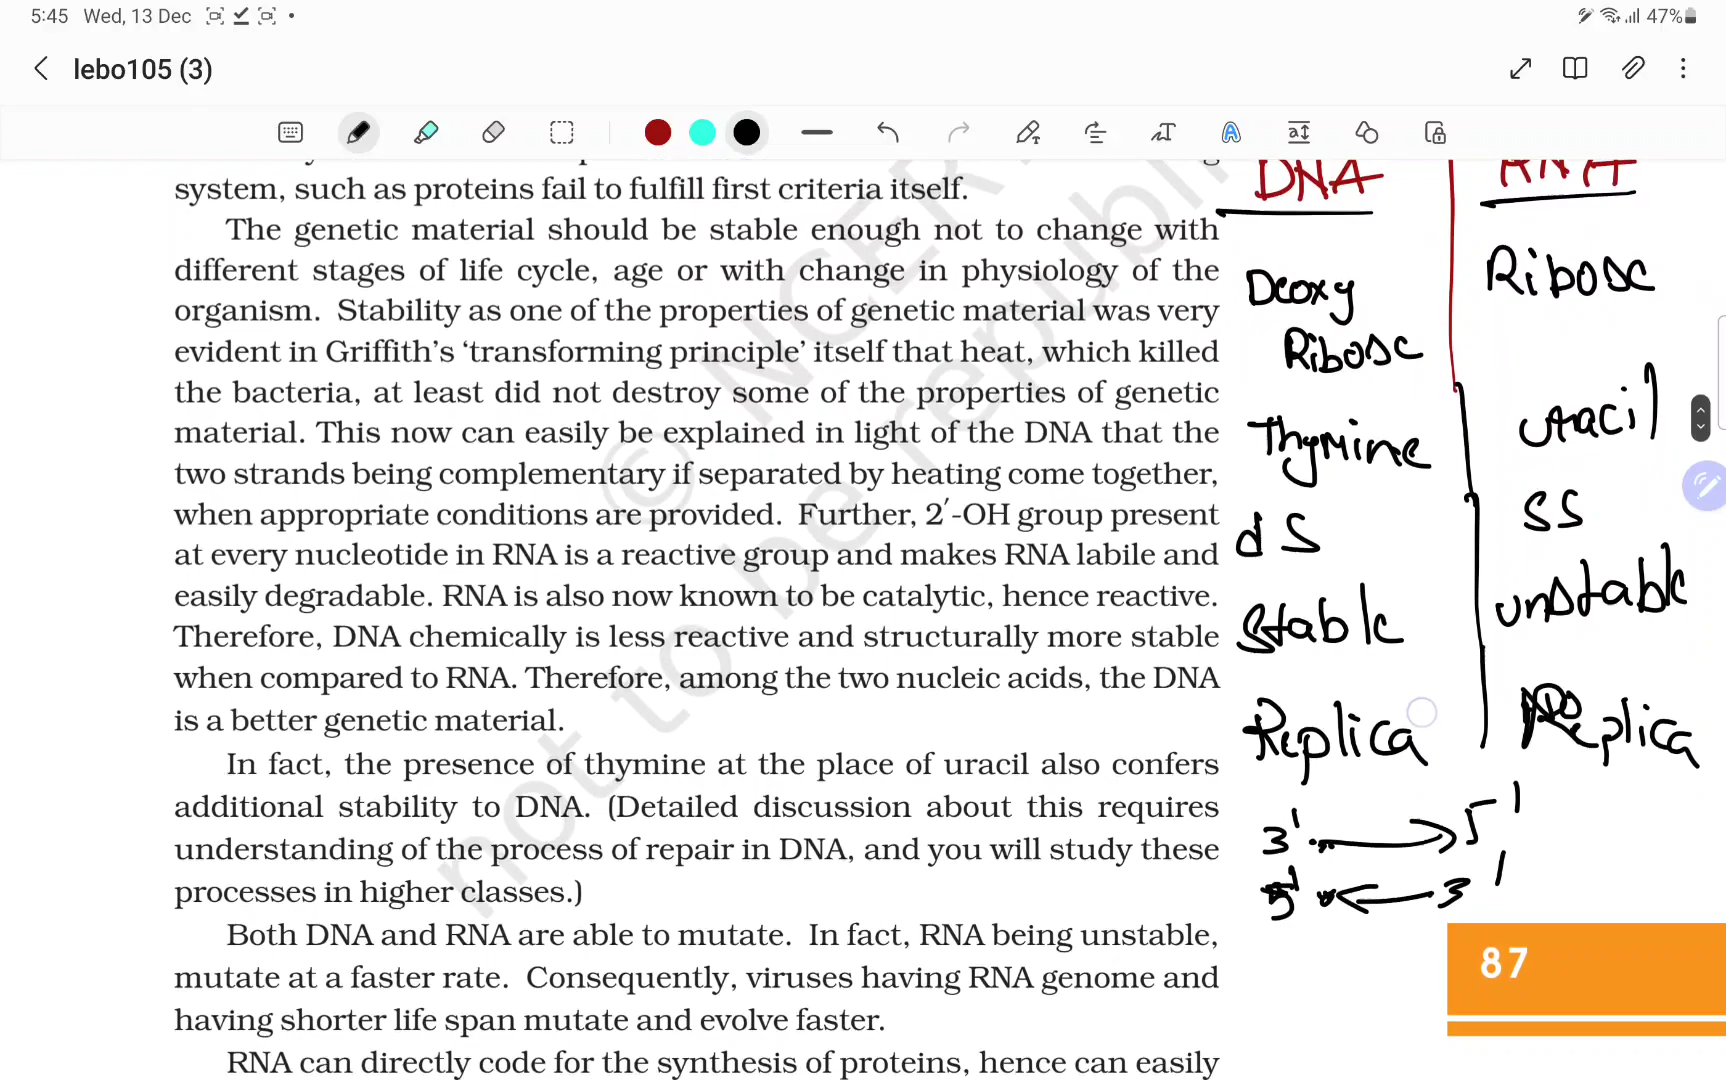 5:45 Wed, 13 Dec
47%
lebo105 (3)
system, such as proteins fail to fulfill first criteria itself.
The genetic material should be stable enough not to change with
different stages of life cycle, age or with change in physiology of the
organism. Stability as one of the properties of genetic material was very
evident in Griffith's ‘transforming principle’ itself that heat, which killed
the bacteria, at least did not destroy some of the properties of genetic
material. This now can easily be explained in light of the DNA that the
two strands being complementary if separated by heating come together,
when appropriate conditions are provided. Further, 2′-OH group present
at every nucleotide in RNA is a reactive group and makes RNA labile and
easily degradable. RNA is also now known to be catalytic, hence reactive.
Therefore, DNA chemically is less reactive and structurally more stable
when compared to RNA. Therefore, among the two nucleic acids, the DNA
is a better genetic material.
In fact, the presence of thymine at the place of uracil also confers
additional stability to DNA. (Detailed discussion about this requires
understanding of the process of repair in DNA, and you will study these
processes in higher classes.)
Both DNA and RNA are able to mutate. In fact, RNA being unstable,
mutate at a faster rate. Consequently, viruses having RNA genome and
having shorter life span mutate and evolve faster.
RNA can directly code for the synthesis of proteins, hence can easily
DNA RNA
Deoxy Ribose
Ribose
Thymine uracil
dS SS
Stable unstable
Replica Replica
3' 5'
5' 3'
87
© NCER
not to be republi